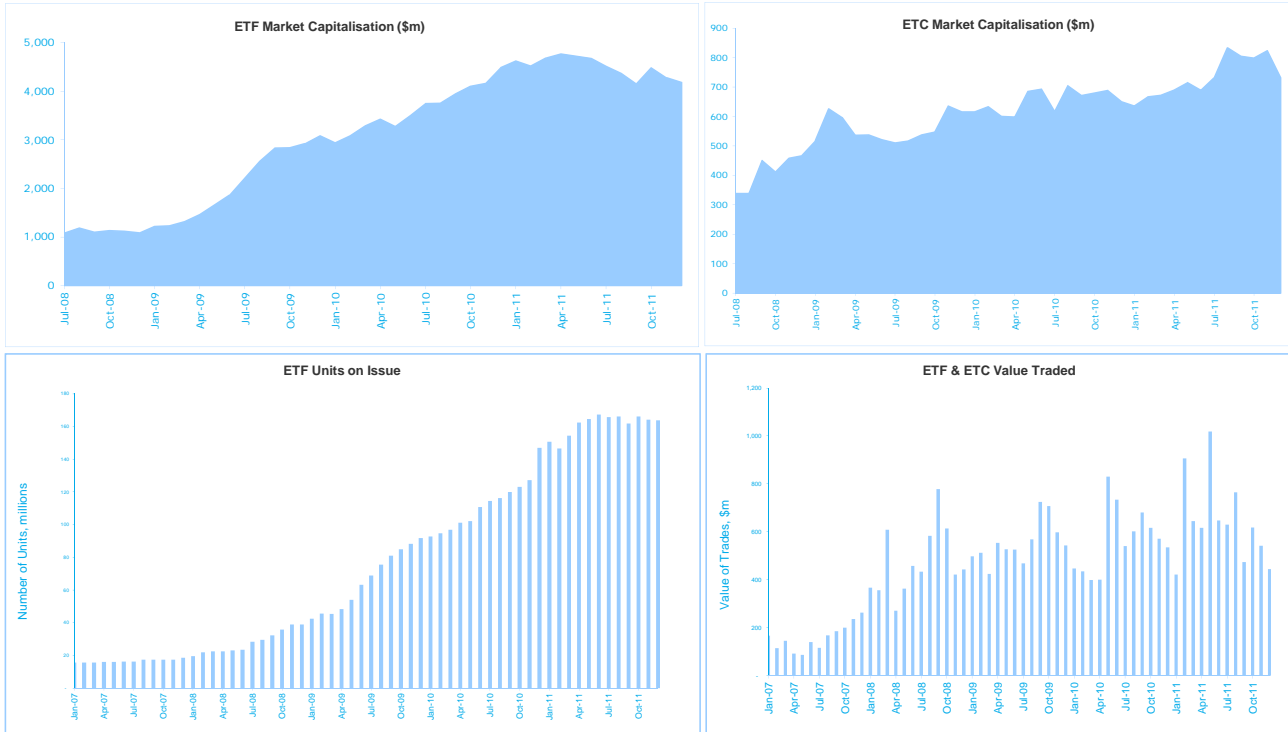 ETF Market Capitalisation ($m)
5,000
4,000
3,000
2,000
1,000
0
Jul-08
Oct-08
Jan-09
Apr-09
Jul-09
Oct-09
Jan-10
Apr-10
Jul-10
Oct-10
Jan-11
Apr-11
Jul-11
Oct-11
ETC Market Capitalisation ($m)
900
800
700
600
500
400
300
200
100
0
Jul-08
Oct-08
Jan-09
Apr-09
Jul-09
Oct-09
Jan-10
Apr-10
Jul-10
Oct-10
Jan-11
Apr-11
Jul-11
Oct-11
ETF Units on Issue
Number of Units, millions
180
160
140
120
100
80
60
40
20
-
Jan-07
Apr-07
Jul-07
Oct-07
Jan-08
Apr-08
Jul-08
Oct-08
Jan-09
Apr-09
Jul-09
Oct-09
Jan-10
Apr-10
Jul-10
Oct-10
Jan-11
Apr-11
Jul-11
Oct-11
ETF & ETC Value Traded
Value of Trades, $m
1,200
1,000
800
600
400
200
-
Jan-07
Apr-07
Jul-07
Oct-07
Jan-08
Apr-08
Jul-08
Oct-08
Jan-09
Apr-09
Jul-09
Oct-09
Jan-10
Apr-10
Jul-10
Oct-10
Jan-11
Apr-11
Jul-11
Oct-11